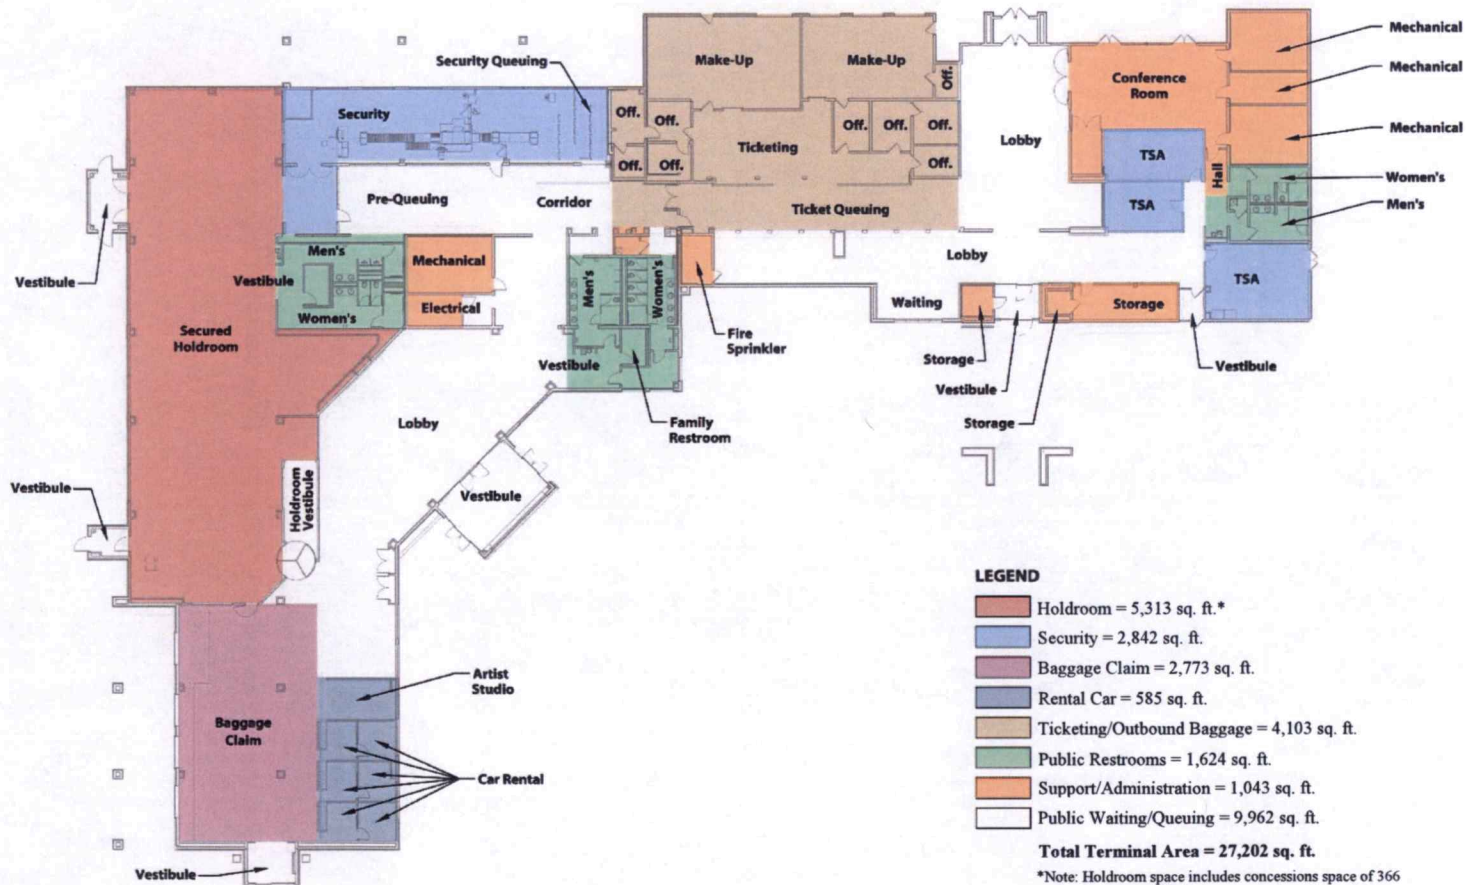 Mechanical
Mechanical
Mechanical
Make-Up
Make-Up
Conference
Room
Security Queuing
Off.
Security
Off.
Off.
Off.
Off.
Off.
Ticketing
Lobby
TSA
Off.
Off.
Off.
Hall
Women's
Pre-Queuing
Corridor
Ticket Queuing
TSA
Men's
Men's
Mechanical
Lobby
Vestibule
Vestibule
Men's
Women's
TSA
Women's
Electrical
Waiting
Storage
Secured
Holdroom
Fire
Sprinkler
Storage
Vestibule
Vestibule
Vestibule
Storage
Family
Restroom
Lobby
Vestibule
Holdroom
Vestibule
Vestibule
LEGEND
Holdroom = 5,313 sq. ft.*
Security = 2,842 sq. ft.
Baggage Claim = 2,773 sq. ft.
Rental Car = 585 sq. ft.
Ticketing/Outbound Baggage = 4,103 sq. ft.
Public Restrooms = 1,624 sq. ft.
Support/Administration = 1,043 sq. ft.
Public Waiting/Queuing = 9,962 sq. ft.
Total Terminal Area = 27,202 sq. ft.
*Note: Holdroom space includes concessions space of 366
Artist
Studio
Baggage
Claim
Car Rental
Vestibule